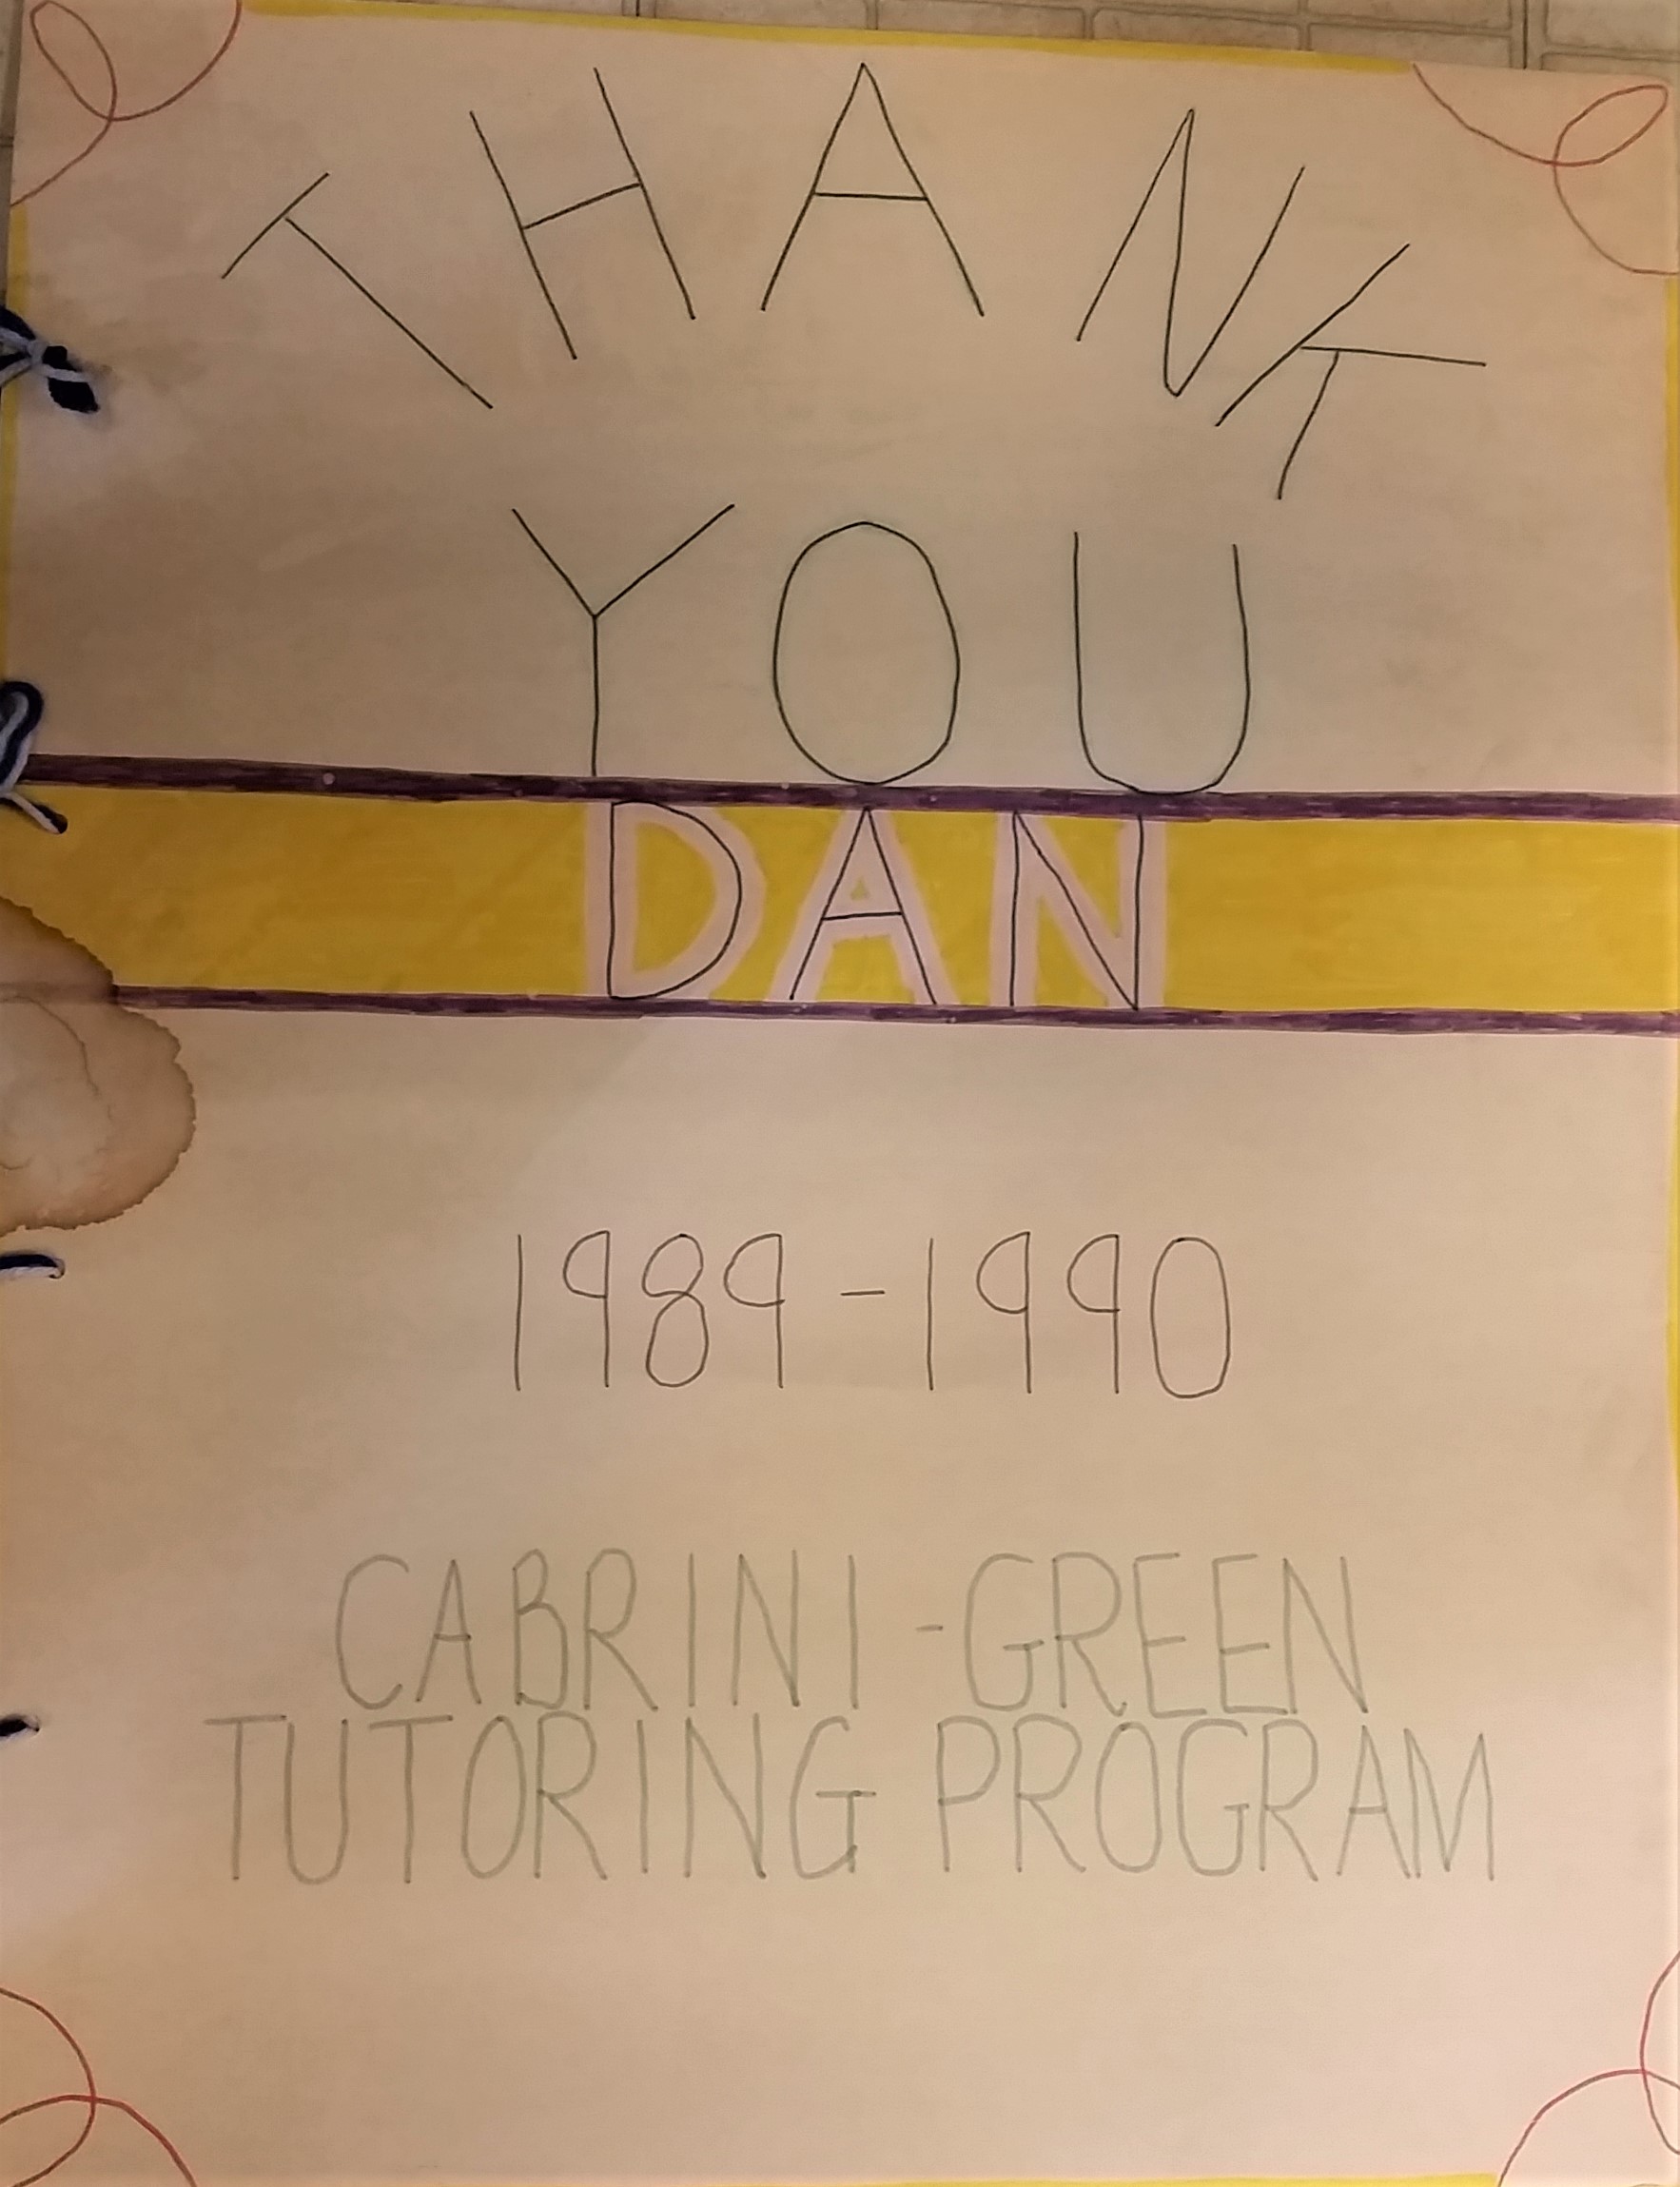 THANK
YOU
DAN
1989-1990
CABRINI-GREEN
TUTORING PROGRAM